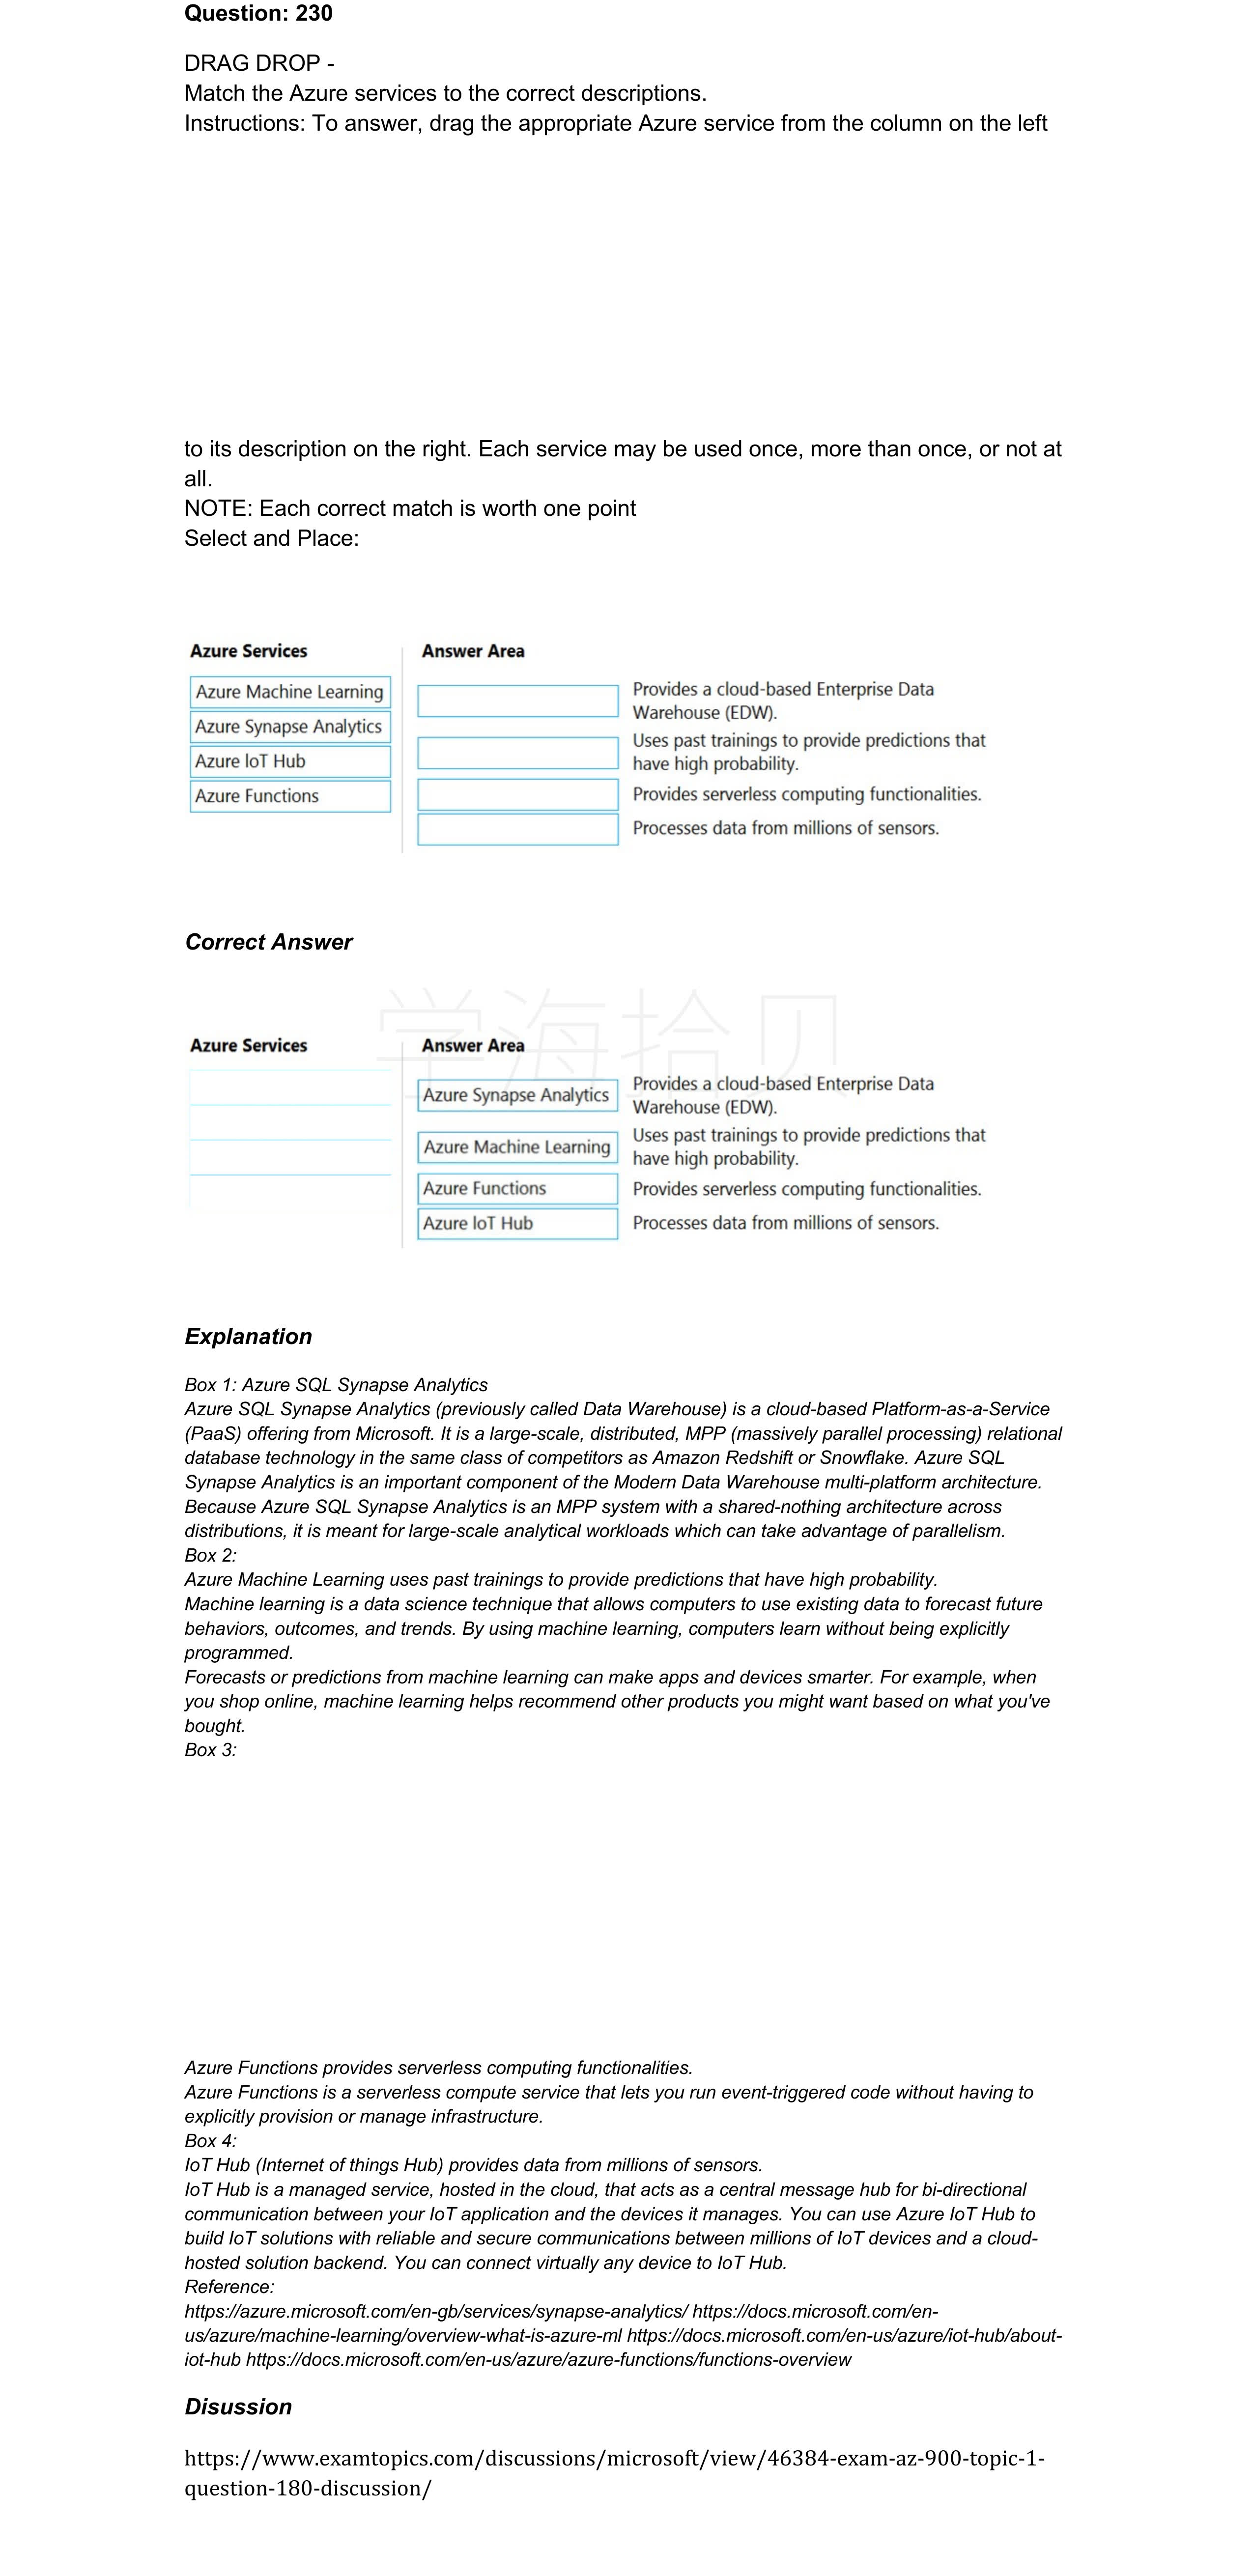 Question: 230
DRAG DROP -
Match the Azure services to the correct descriptions.
Instructions: To answer, drag the appropriate Azure service from the column on the left
to its description on the right. Each service may be used once, more than once, or not at
all.
NOTE: Each correct match is worth one point
Select and Place:
Azure Services
Azure Machine Learning
Azure Synapse Analytics
Azure IoT Hub
Azure Functions
Answer Area
Provides a cloud-based Enterprise Data
Warehouse (EDW).
Uses past trainings to provide predictions that
have high probability.
Provides serverless computing functionalities.
Processes data from millions of sensors.
Correct Answer
学海拾贝
Azure Services
Answer Area
Azure Synapse Analytics
Provides a cloud-based Enterprise Data
Warehouse (EDW).
Azure Machine Learning
Uses past trainings to provide predictions that
have high probability.
Azure Functions
Provides serverless computing functionalities.
Azure IoT Hub
Processes data from millions of sensors.
Explanation
Box 1: Azure SQL Synapse Analytics
Azure SQL Synapse Analytics (previously called Data Warehouse) is a cloud-based Platform-as-a-Service
(PaaS) offering from Microsoft. It is a large-scale, distributed, MPP (massively parallel processing) relational
database technology in the same class of competitors as Amazon Redshift or Snowflake. Azure SQL
Synapse Analytics is an important component of the Modern Data Warehouse multi-platform architecture.
Because Azure SQL Synapse Analytics is an MPP system with a shared-nothing architecture across
distributions, it is meant for large-scale analytical workloads which can take advantage of parallelism.
Box 2:
Azure Machine Learning uses past trainings to provide predictions that have high probability.
Machine learning is a data science technique that allows computers to use existing data to forecast future
behaviors, outcomes, and trends. By using machine learning, computers learn without being explicitly
programmed.
Forecasts or predictions from machine learning can make apps and devices smarter. For example, when
you shop online, machine learning helps recommend other products you might want based on what you've
bought.
Box 3:
Azure Functions provides serverless computing functionalities.
Azure Functions is a serverless compute service that lets you run event-triggered code without having to
explicitly provision or manage infrastructure.
Box 4:
IoT Hub (Internet of things Hub) provides data from millions of sensors.
IoT Hub is a managed service, hosted in the cloud, that acts as a central message hub for bi-directional
communication between your IoT application and the devices it manages. You can use Azure IoT Hub to
build IoT solutions with reliable and secure communications between millions of IoT devices and a cloud-
hosted solution backend. You can connect virtually any device to IoT Hub.
Reference:
https://azure.microsoft.com/en-gb/services/synapse-analytics/ https://docs.microsoft.com/en-
us/azure/machine-learning/overview-what-is-azure-ml https://docs.microsoft.com/en-us/azure/iot-hub/about-
iot-hub https://docs.microsoft.com/en-us/azure/azure-functions/functions-overview
Disussion
https://www.examtopics.com/discussions/microsoft/view/46384-exam-az-900-topic-1-
question-180-discussion/